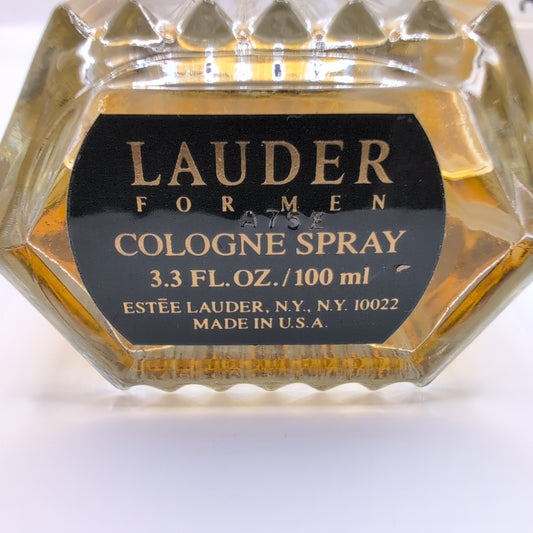 LAUDER
FOR MEN
A75E
COLOGNE SPRAY
3.3 FL.OZ./100 ml
ESTĒE LAUDER, N.Y., N.Y. 10022
MADE IN U.S.A.